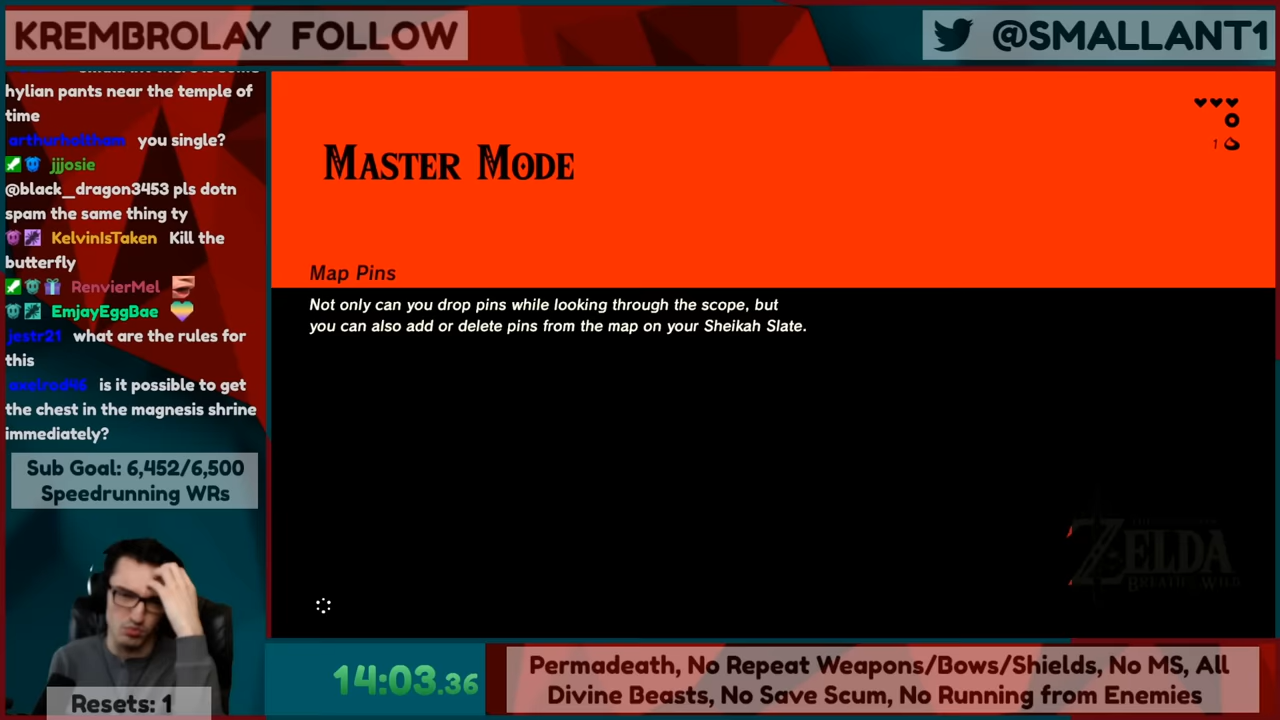 KREMBROLAY FOLLOW
@SMALLANT1
hylian pants near the temple of
time
arthurholtham you single?
jjjosie
@black_dragon3453 pls dotn
spam the same thing ty
KelvinIsTaken Kill the
butterfly
RenvierMel
EmjayEggBae
jestr21 what are the rules for
this
axelrod46 is it possible to get
the chest in the magnesis shrine
immediately?
Sub Goal: 6,452/6,500
Speedrunning WRs
Resets: 1
MASTER MODE
1
Map Pins
Not only can you drop pins while looking through the scope, but
you can also add or delete pins from the map on your Sheikah Slate.
ZELDA
BREATH WILD
14:03.36
Permadeath, No Repeat Weapons/Bows/Shields, No MS, All
Divine Beasts, No Save Scum, No Running from Enemies